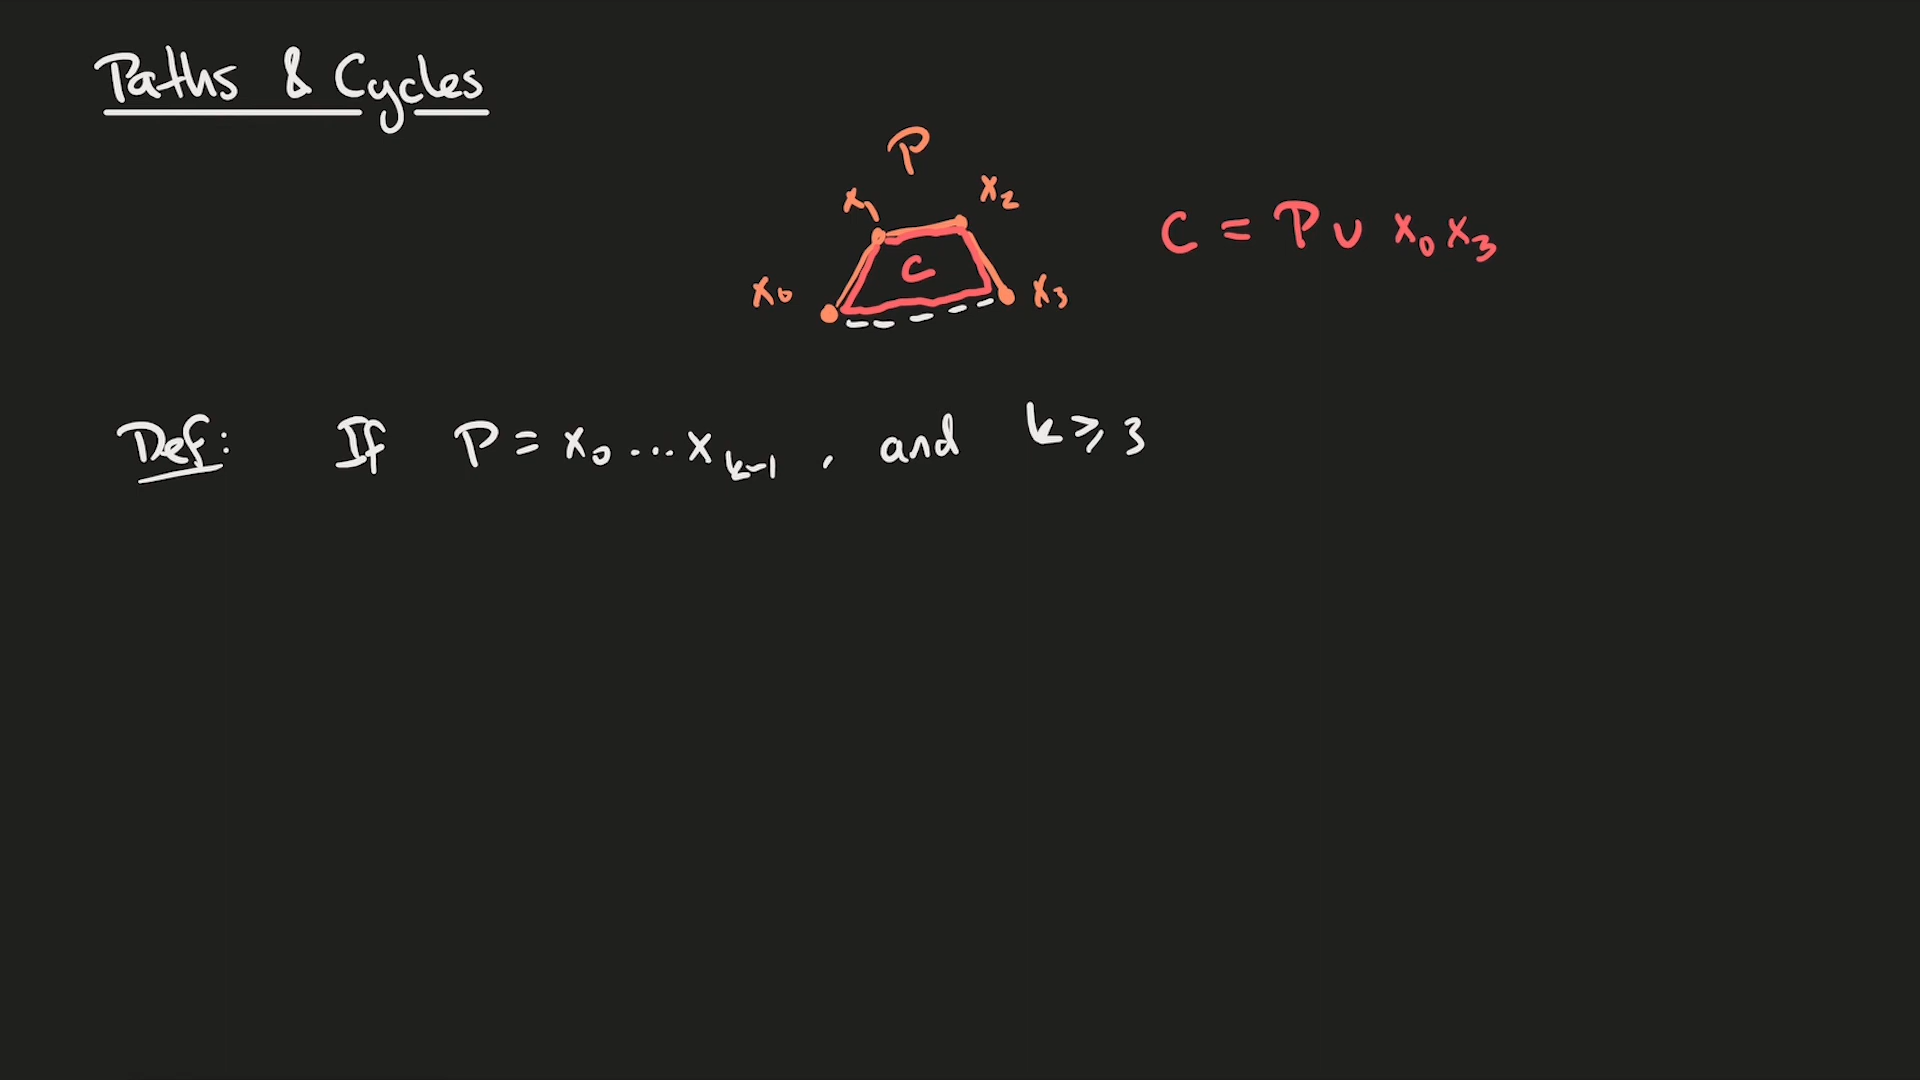 Paths & Cycles
P
x₁
x₂
C = P ∪ x₀x₃
C
x₀
x₃
Def: If P = x₀...xₖ₋₁, and k ⩾ 3